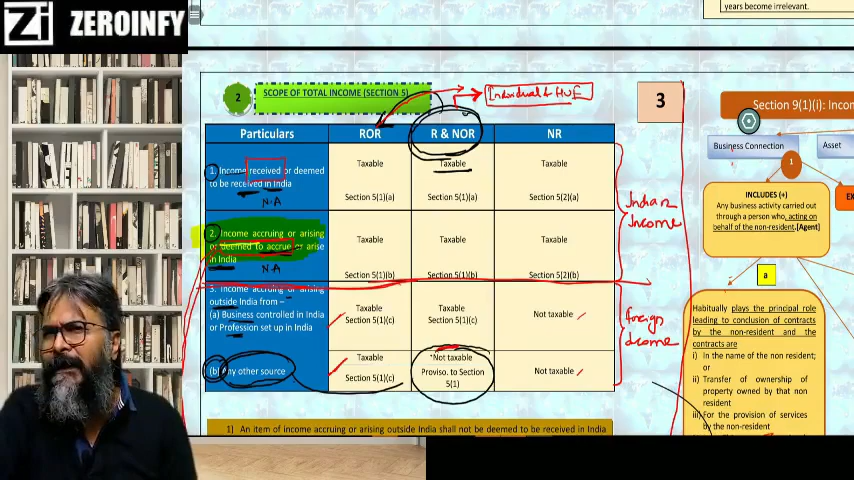 Zi ZEROINFY
years become irrelevant.
2 SCOPE OF TOTAL INCOME (SECTION 5)
Individual & HUF
3
Section 9(1)(i): Incom
Particulars ROR R & NOR NR
Business Connection Asset
1
1. Income received or deemed
to be received in India
N.A
Taxable Taxable Taxable
Section 5(1)(a) Section 5(1)(a) Section 5(2)(a)
2. Income accruing or arising
or deemed to accrue or arise
in India
N.A
Taxable Taxable Taxable
Section 5(1)(b) Section 5(1)(b) Section 5(2)(b)
Indian
Income
3. Income accruing or arising
outside India from –
(a) Business controlled in India
or Profession set up in India
Taxable Taxable
Section 5(1)(c) Section 5(1)(c) Not taxable
(b) Any other source
Taxable
Section 5(1)(c)
*Not taxable
Proviso. to Section
5(1)
Not taxable
Foreign
1) An item of income accruing or arising outside India shall not be deemed to be received in India
INCLUDES (+)
Any business activity carried out
through a person who, acting on
behalf of the non-resident.[Agent]
EX
a
Habitually plays the principal role
leading to conclusion of contracts
by the non-resident and the
contracts are
i) In the name of the non resident;
or
ii) Transfer of ownership of
property owned by that non
resident
iii) For the provision of services
by the non-resident